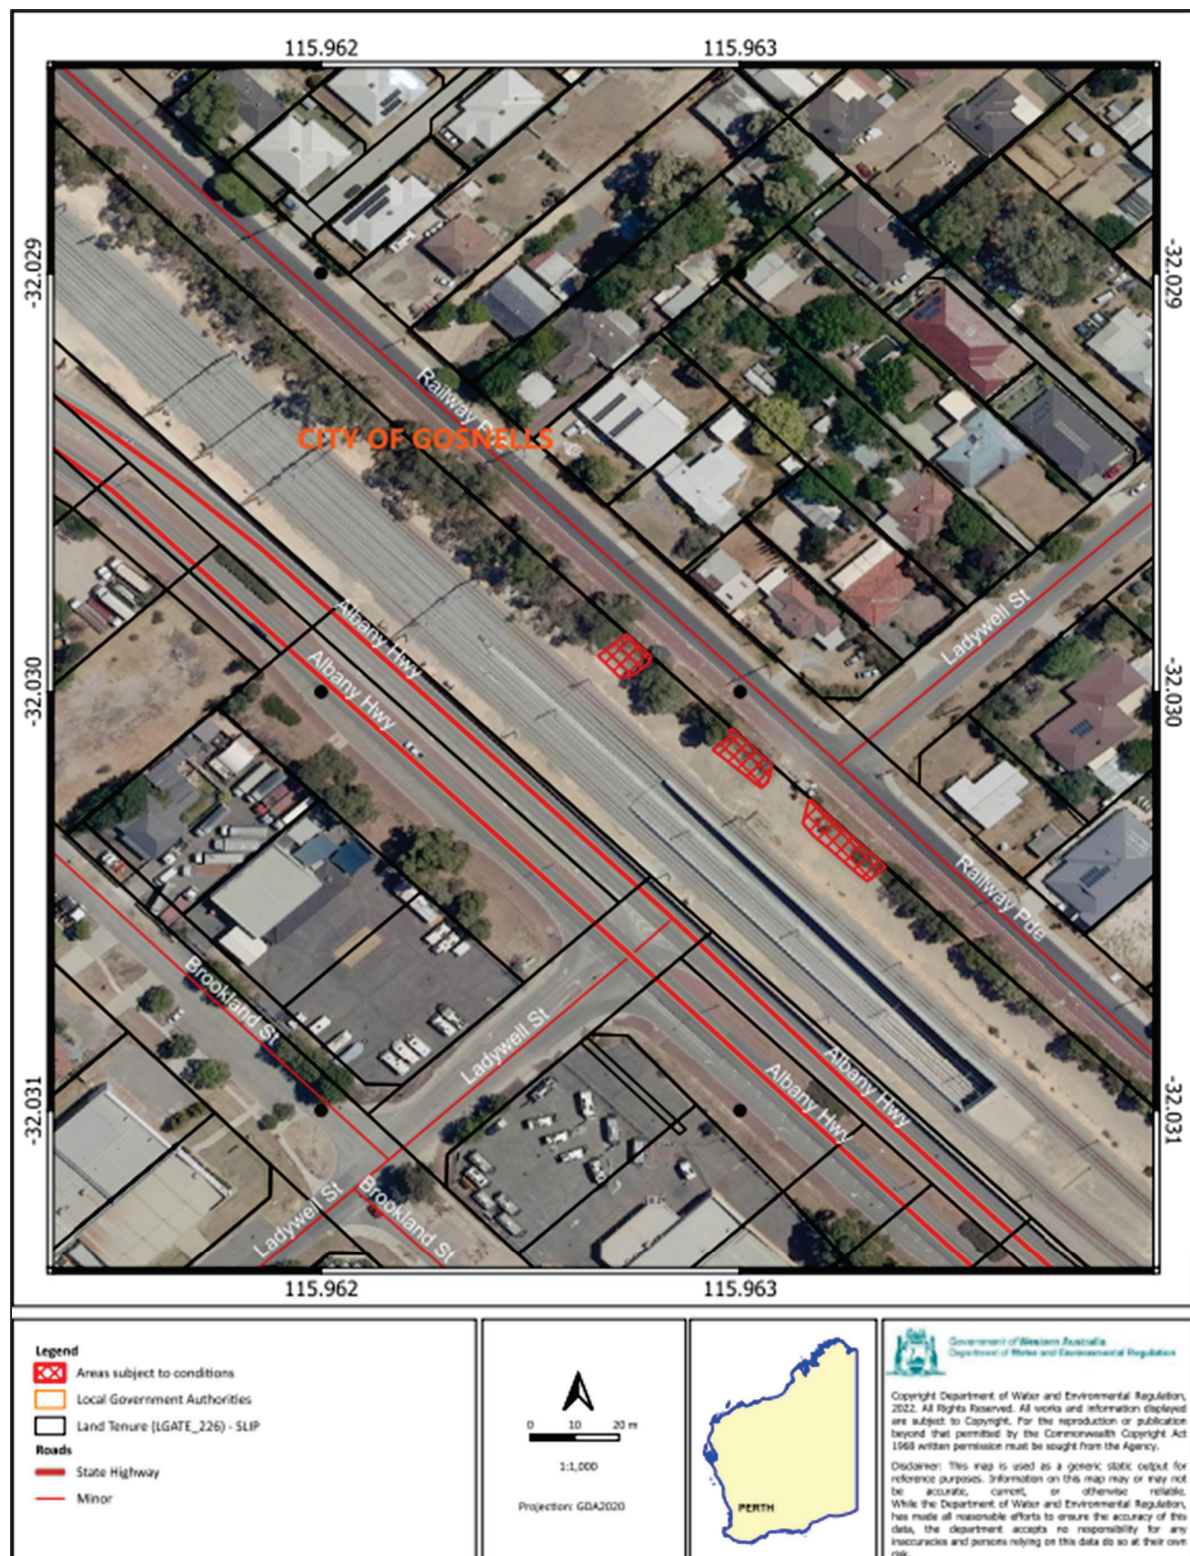 115.962
115.963
-32.029
-32.029
Railway P
CITY OF GOSNELLS
Ladywell St
Albany Hwy
Albany Hwy
-32.030
-32.030
Railway Pde
Brookland St
Ladywell St
Albany Hwy
Albany Hwy
-32.031
-32.031
Ladywell St
Brookland St
115.962
115.963
Legend
Areas subject to conditions
Local Government Authorities
Land Tenure (LGATE_226) - SLIP
Roads
State Highway
Minor
0 10 20 m
1:1,000
Projection: GDA2020
PERTH
Government of Western Australia
Department of Water and Environmental Regulation
Copyright Department of Water and Environmental Regulation,
2022. All Rights Reserved. All works and information displayed
are subject to Copyright. For the reproduction or publication
beyond that permitted by the Commonwealth Copyright Act
1968 written permission must be sought from the Agency.
Disclaimer: This map is used as a generic static output for
reference purposes. Information on this map may or may not
be accurate, current, or otherwise reliable.
While the Department of Water and Environmental Regulation,
has made all reasonable efforts to ensure the accuracy of this
data, the department accepts no responsibility for any
inaccuracies and persons relying on this data do so at their own
risk.